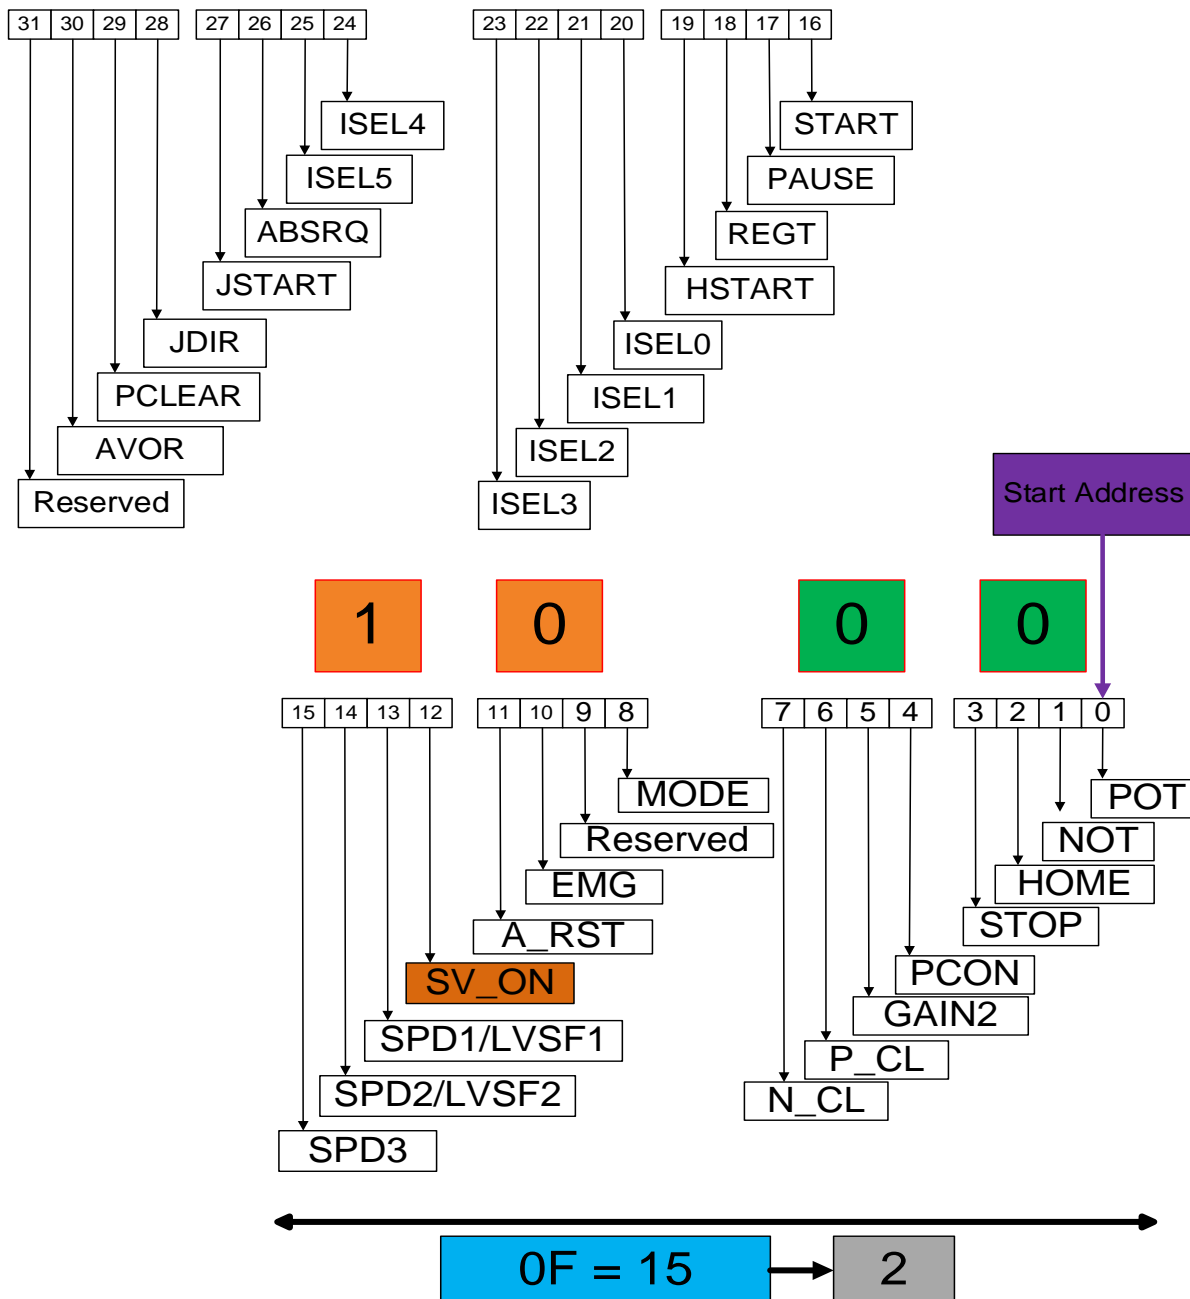 31 30 29 28 27 26 25 24 23 22 21 20 19 18 17 16
ISEL4
START
ISEL5
PAUSE
ABSRQ
REGT
JSTART
HSTART
JDIR
ISEL0
PCLEAR
ISEL1
AVOR
ISEL2
Reserved
ISEL3
Start Address
1 0 0 0
15 14 13 12 11 10 9 8 7 6 5 4 3 2 1 0
MODE
POT
Reserved
NOT
EMG
HOME
A_RST
STOP
SV_ON
PCON
GAIN2
SPD1/LVSF1
P_CL
SPD2/LVSF2
N_CL
SPD3
0F = 15
2